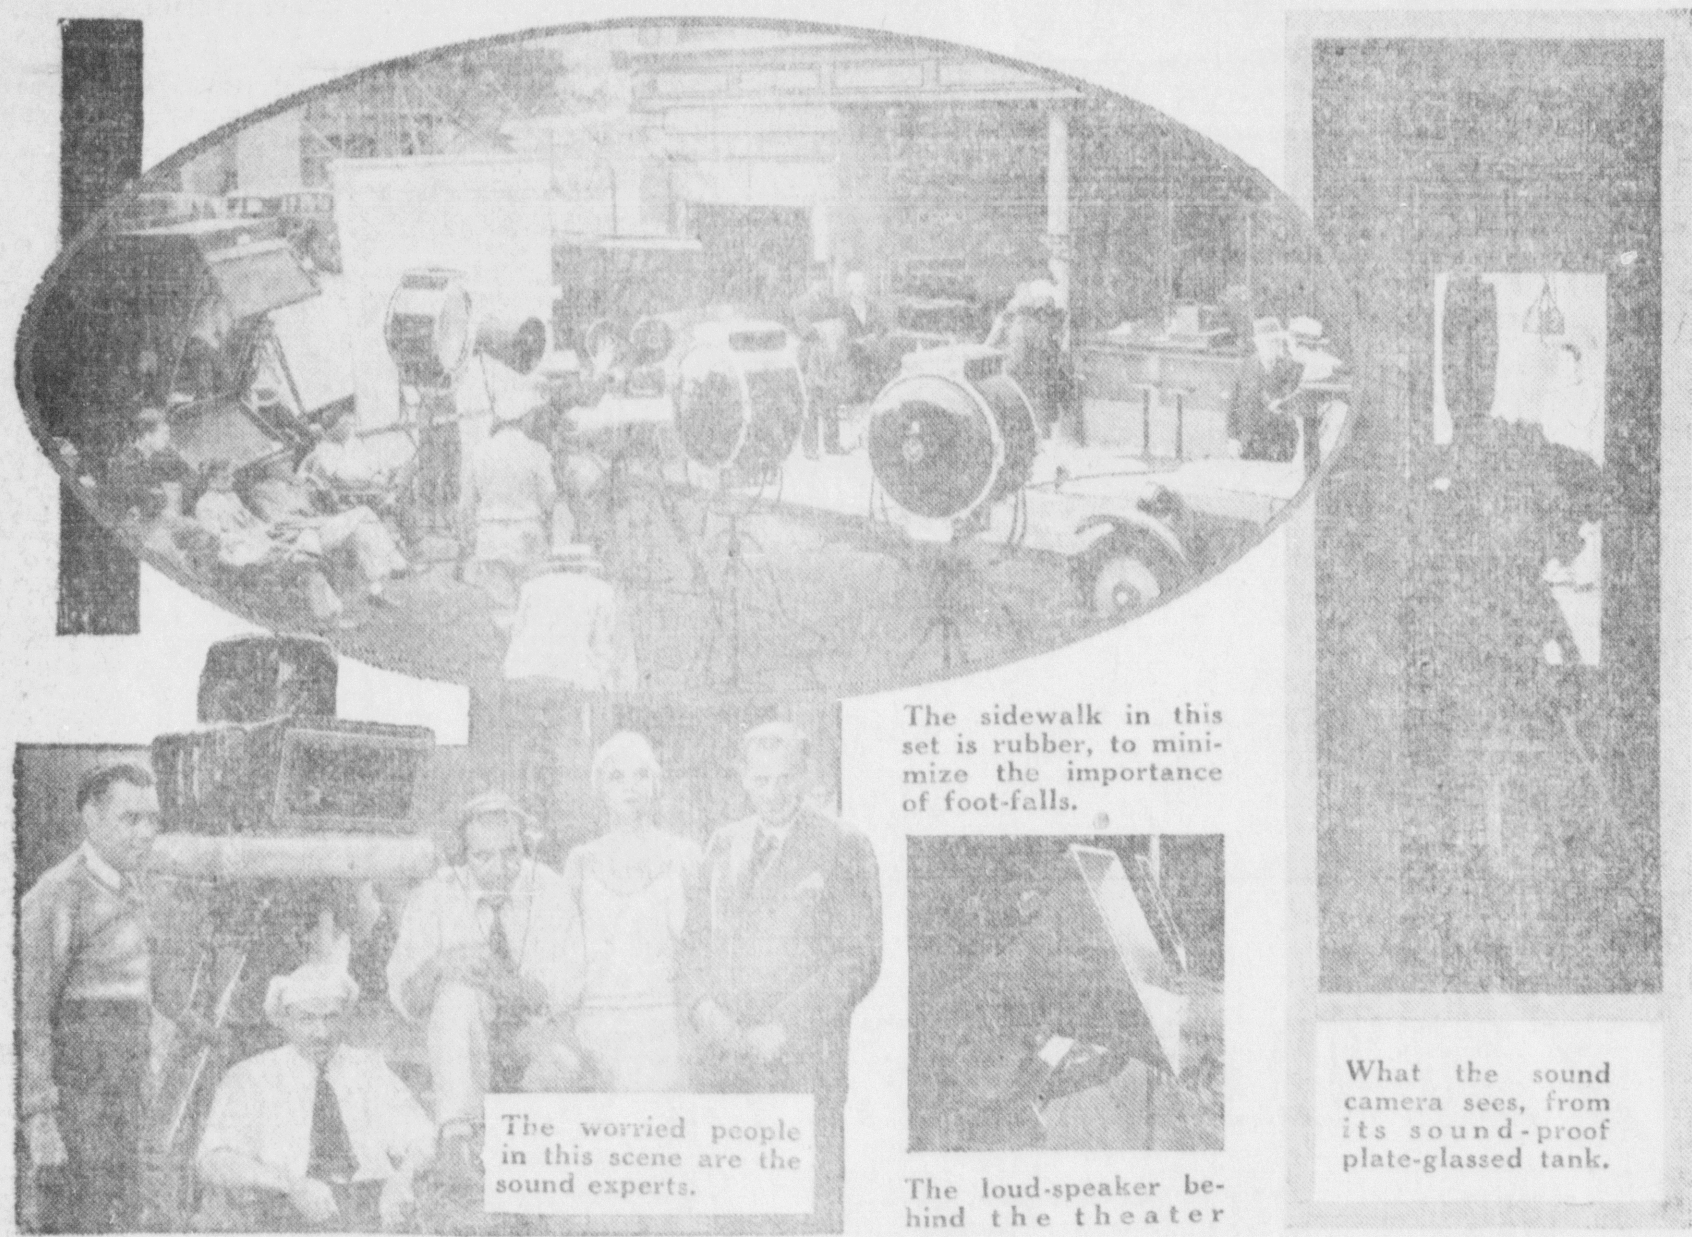 The sidewalk in this
set is rubber, to mini-
mize the importance
of foot-falls.
The worried people
in this scene are the
sound experts.
The loud-speaker be-
hind the theater
What the sound
camera sees, from
its sound-proof
plate-glassed tank.